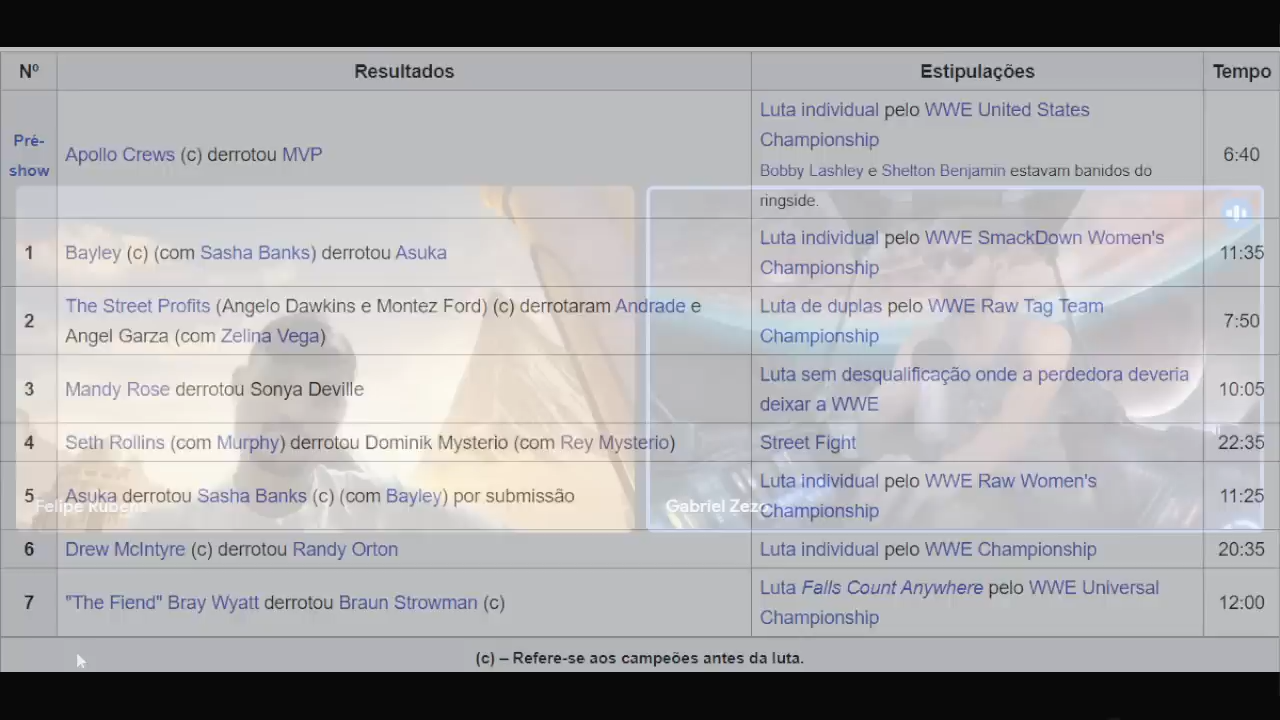 Nº Resultados Estipulações Tempo
Pré-show
Apollo Crews (c) derrotou MVP
Luta individual pelo WWE United States
Championship
Bobby Lashley e Shelton Benjamin estavam banidos do
ringside.
6:40
1
Bayley (c) (com Sasha Banks) derrotou Asuka
Luta individual pelo WWE SmackDown Women's
Championship
11:35
2
The Street Profits (Angelo Dawkins e Montez Ford) (c) derrotaram Andrade e
Angel Garza (com Zelina Vega)
Luta de duplas pelo WWE Raw Tag Team
Championship
7:50
3
Mandy Rose derrotou Sonya Deville
Luta sem desqualificação onde a perdedora deveria
deixar a WWE
10:05
4
Seth Rollins (com Murphy) derrotou Dominik Mysterio (com Rey Mysterio)
Street Fight
22:35
5
Asuka derrotou Sasha Banks (c) (com Bayley) por submissão
Luta individual pelo WWE Raw Women's
Championship
11:25
Felipe Rubens
Gabriel Zezo
6
Drew McIntyre (c) derrotou Randy Orton
Luta individual pelo WWE Championship
20:35
7
"The Fiend" Bray Wyatt derrotou Braun Strowman (c)
Luta Falls Count Anywhere pelo WWE Universal
Championship
12:00
(c) – Refere-se aos campeões antes da luta.